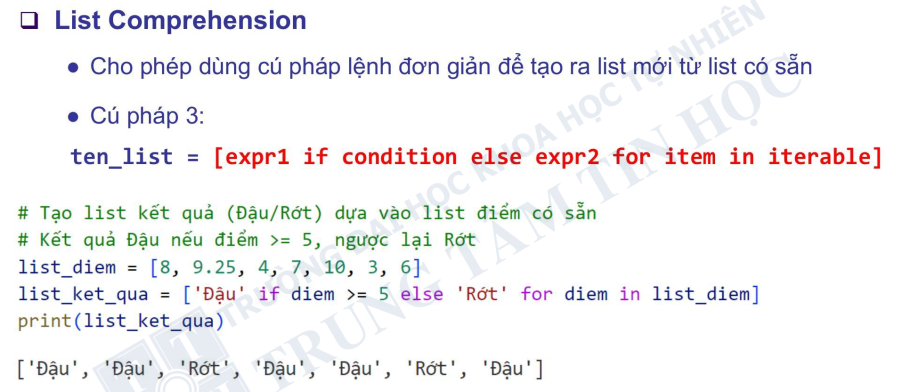 ❑ List Comprehension
● Cho phép dùng cú pháp lệnh đơn giản để tạo ra list mới từ list có sẵn
● Cú pháp 3:
ten_list = [expr1 if condition else expr2 for item in iterable]
# Tạo list kết quả (Đậu/Rớt) dựa vào list điểm có sẵn
# Kết quả Đậu nếu điểm >= 5, ngược lại Rớt
list_diem = [8, 9.25, 4, 7, 10, 3, 6]
list_ket_qua = ['Đậu' if diem >= 5 else 'Rớt' for diem in list_diem]
print(list_ket_qua)
['Đậu', 'Đậu', 'Rớt', 'Đậu', 'Đậu', 'Rớt', 'Đậu']
TRƯỜNG ĐẠI HỌC KHOA HỌC TỰ NHIÊN
TRUNG TÂM TIN HỌC